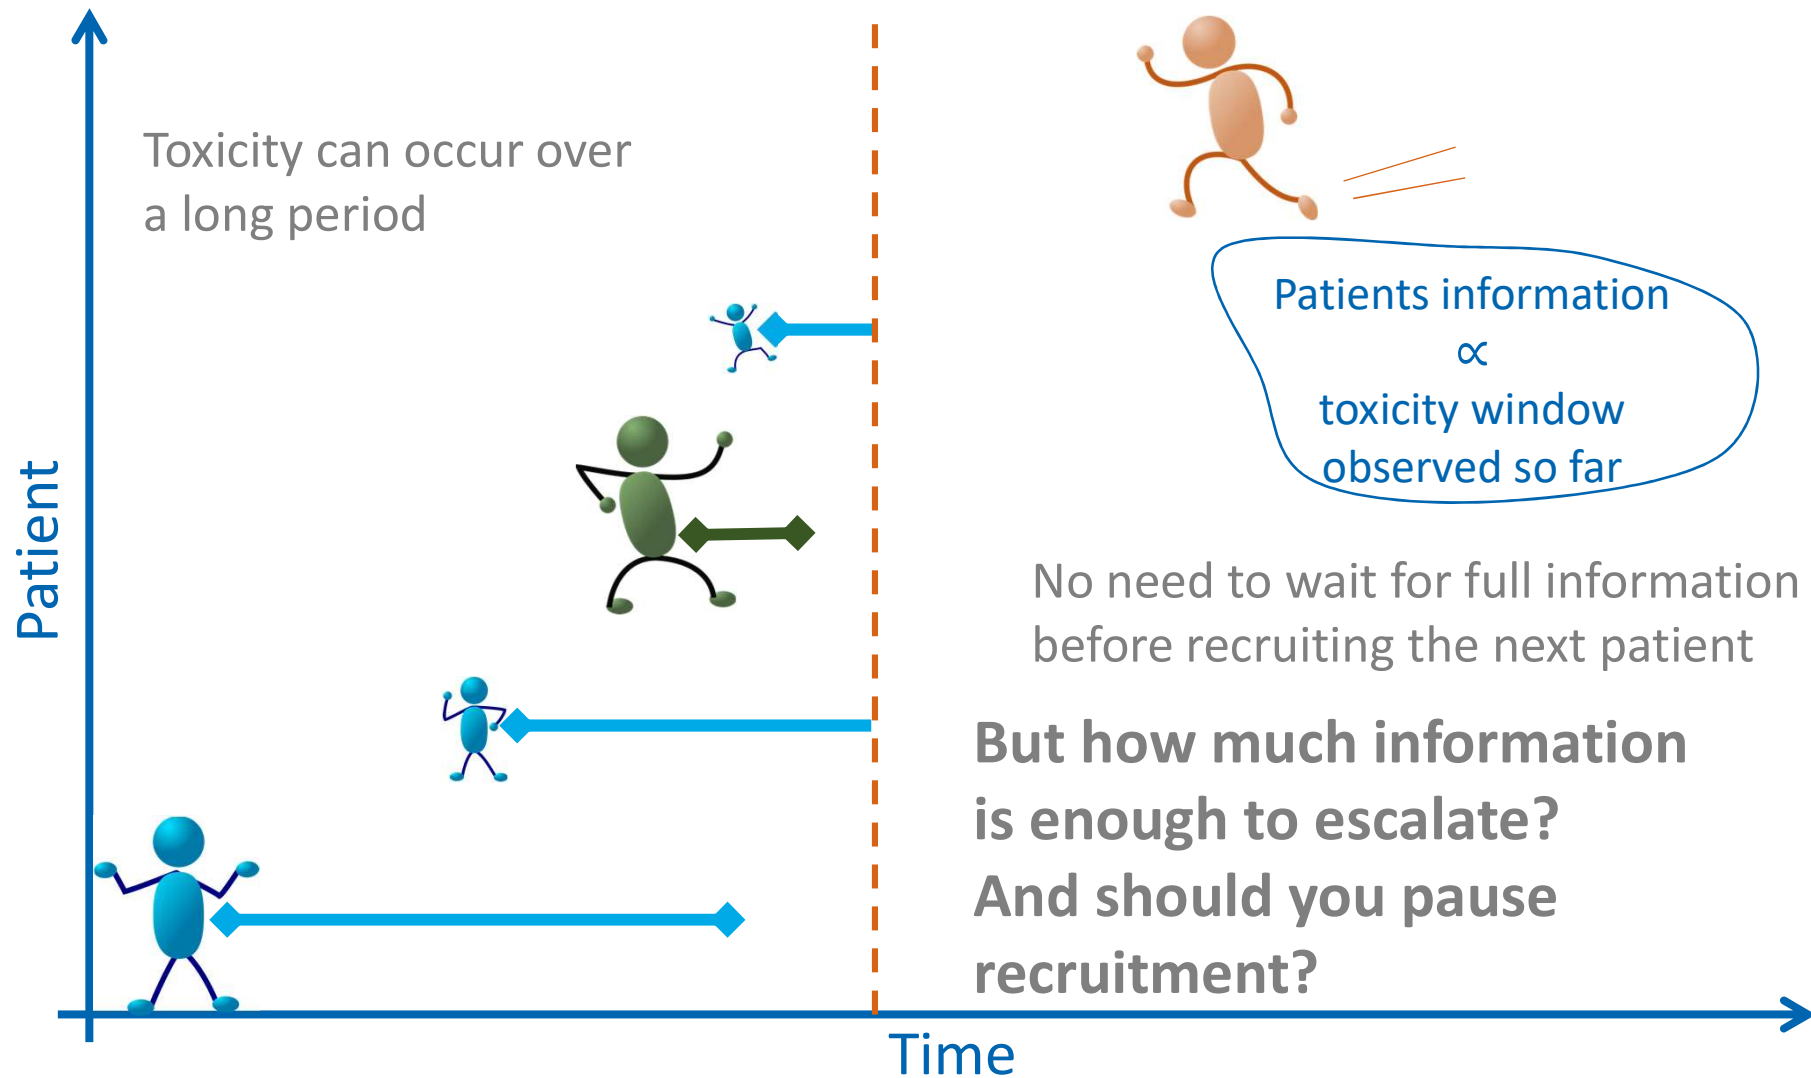 Toxicity can occur over
a long period
Patients information
∝
toxicity window
observed so far
No need to wait for full information
before recruiting the next patient
But how much information
is enough to escalate?
And should you pause
recruitment?
Patient
Time